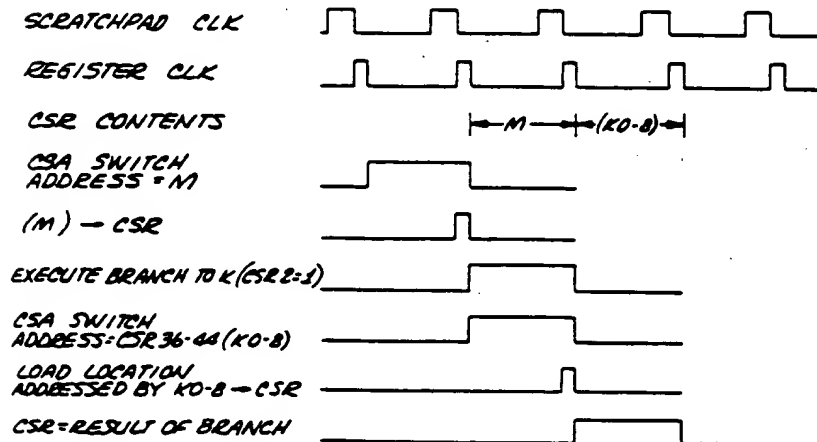 SCRATCHPAD CLK
REGISTER CLK
CSR CONTENTS
M
(KO-8)
CSA SWITCH
ADDRESS = M
(M) → CSR
EXECUTE BRANCH TO K (CSR 2=1)
CSA SWITCH
ADDRESS=CSR 36-44 (KO-8)
LOAD LOCATION
ADDRESSED BY KO-8 → CSR
CSR=RESULT OF BRANCH